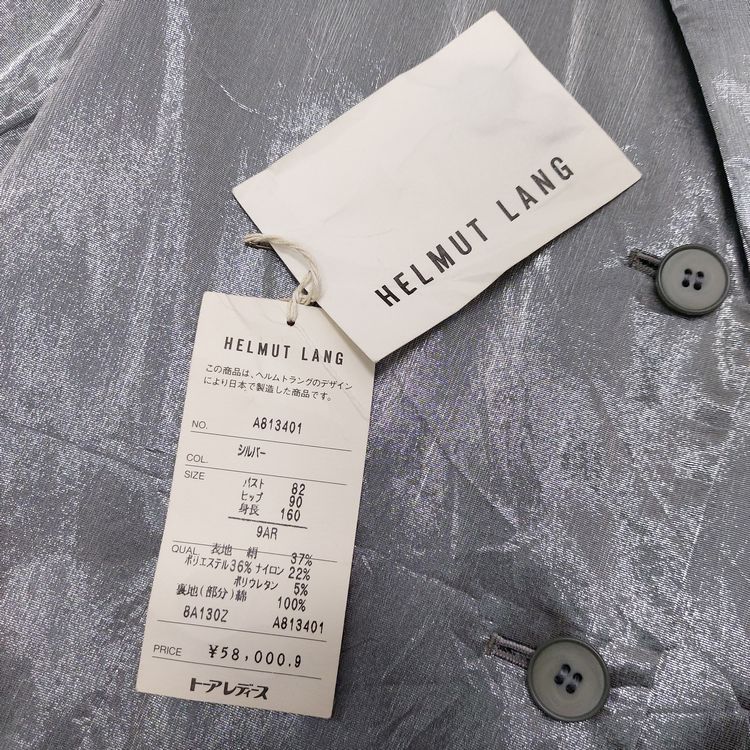 HELMUT LANG
HELMUT LANG
この商品は、ヘルムトラングのデザイン
により日本で製造した商品です。
NO. A813401
COL. シルバー
SIZE
バスト 82
ヒップ 90
身長 160
9AR
QUAL. 表地 絹 37%
ポリエステル36% ナイロン 22%
ポリウレタン 5%
裏地(部分)綿 100%
8A130Z A813401
PRICE ¥58,000.9
トーアレディース